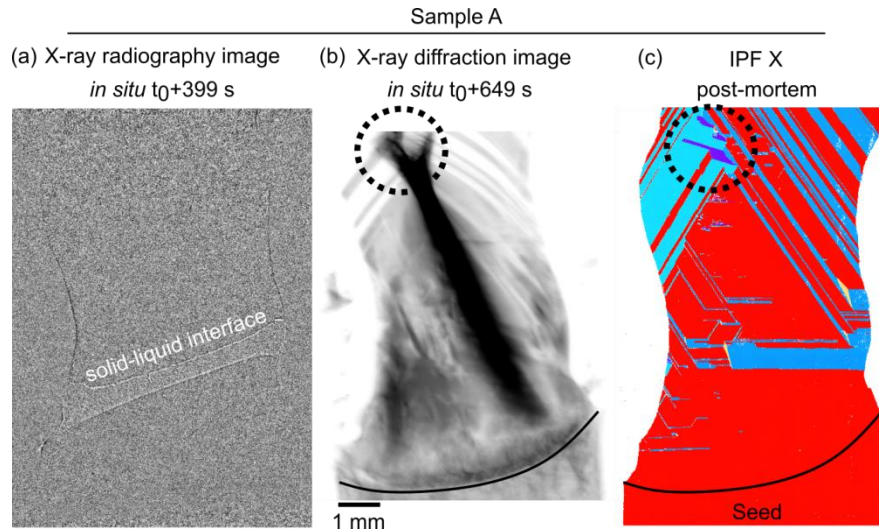 Sample A
(a) X-ray radiography image
in situ t0+399 s
(b) X-ray diffraction image
in situ t0+649 s
(c) IPF X
post-mortem
solid-liquid interface
1 mm
Seed